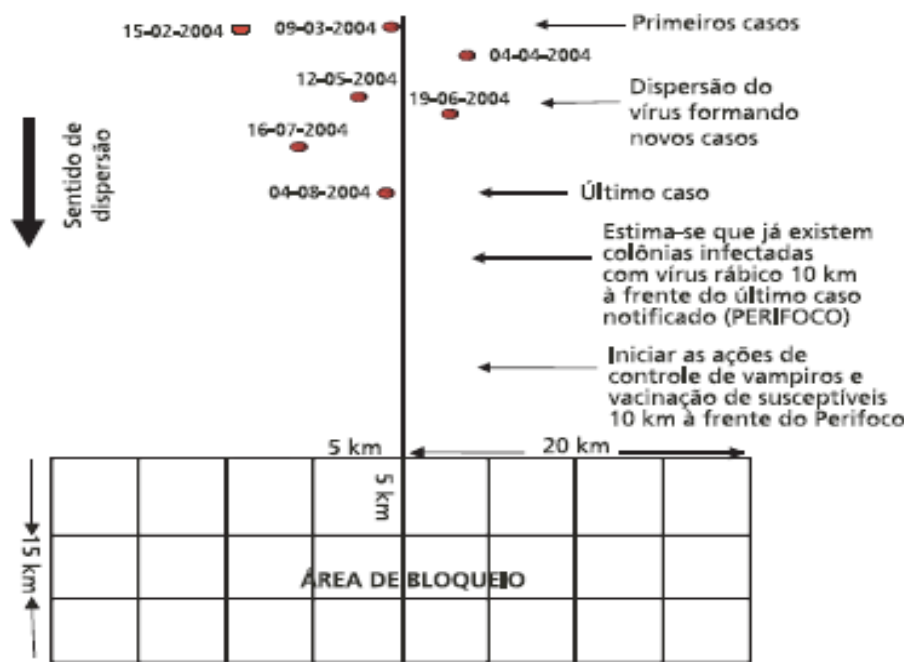 15-02-2004
09-03-2004
Primeiros casos
04-04-2004
12-05-2004
19-06-2004
Dispersão do
vírus formando
novos casos
16-07-2004
Sentido de
dispersão
04-08-2004
Último caso
Estima-se que já existem
colônias infectadas
com vírus rábico 10 km
à frente do último caso
notificado (PERIFOCO)
Iniciar as ações de
controle de vampiros e
vacinação de susceptíveis
10 km à frente do Perifoco
5 km
20 km
5 km
15 km
ÁREA DE BLOQUEIO